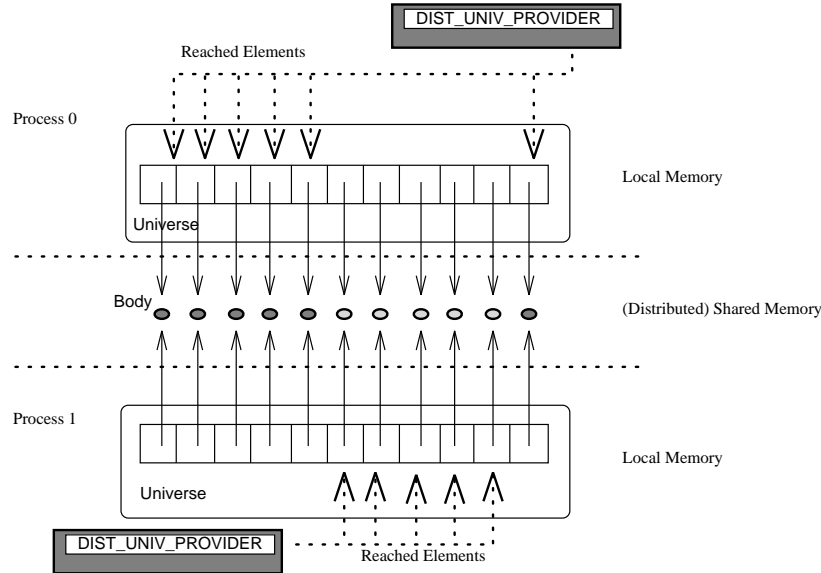 DIST_UNIV_PROVIDER
Reached Elements
Process 0
Local Memory
Universe
Body
(Distributed) Shared Memory
Process 1
Local Memory
Universe
DIST_UNIV_PROVIDER
Reached Elements